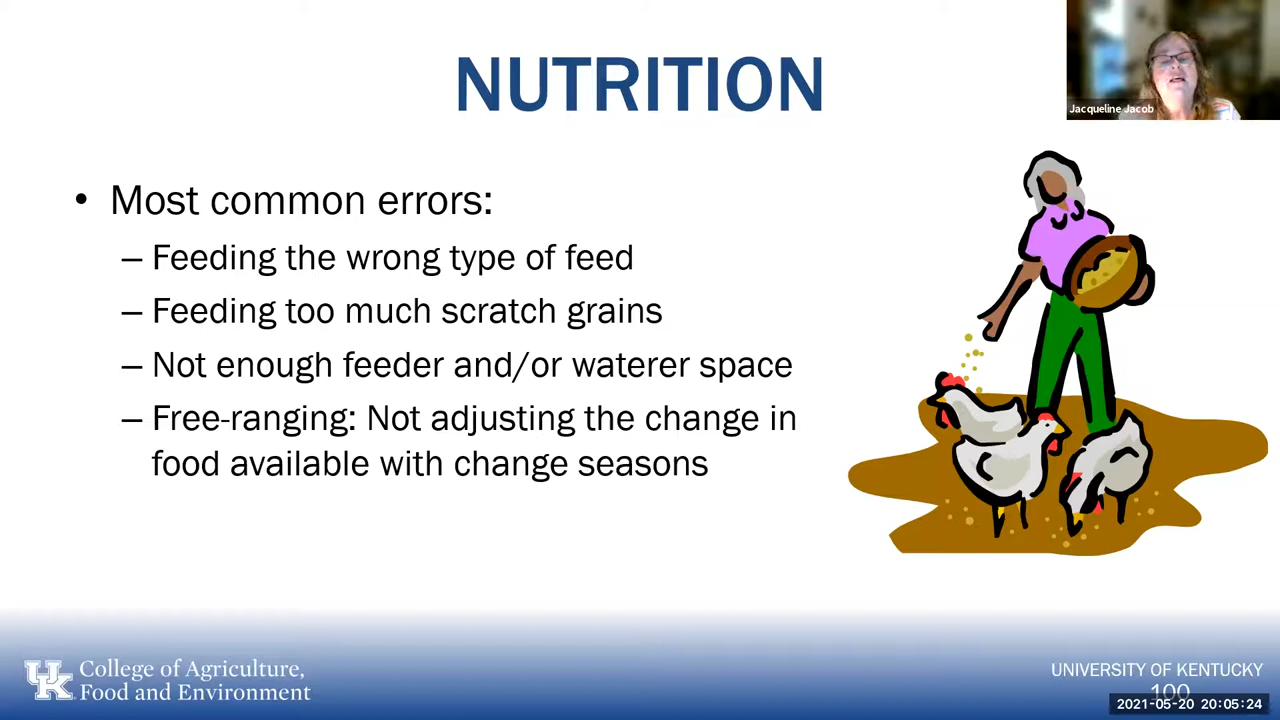 NUTRITION
Jacqueline Jacob
• Most common errors:
– Feeding the wrong type of feed
– Feeding too much scratch grains
– Not enough feeder and/or waterer space
– Free-ranging: Not adjusting the change in
food available with change seasons
UK
College of Agriculture,
Food and Environment
UNIVERSITY OF KENTUCKY
100
2021-05-20 20:05:24